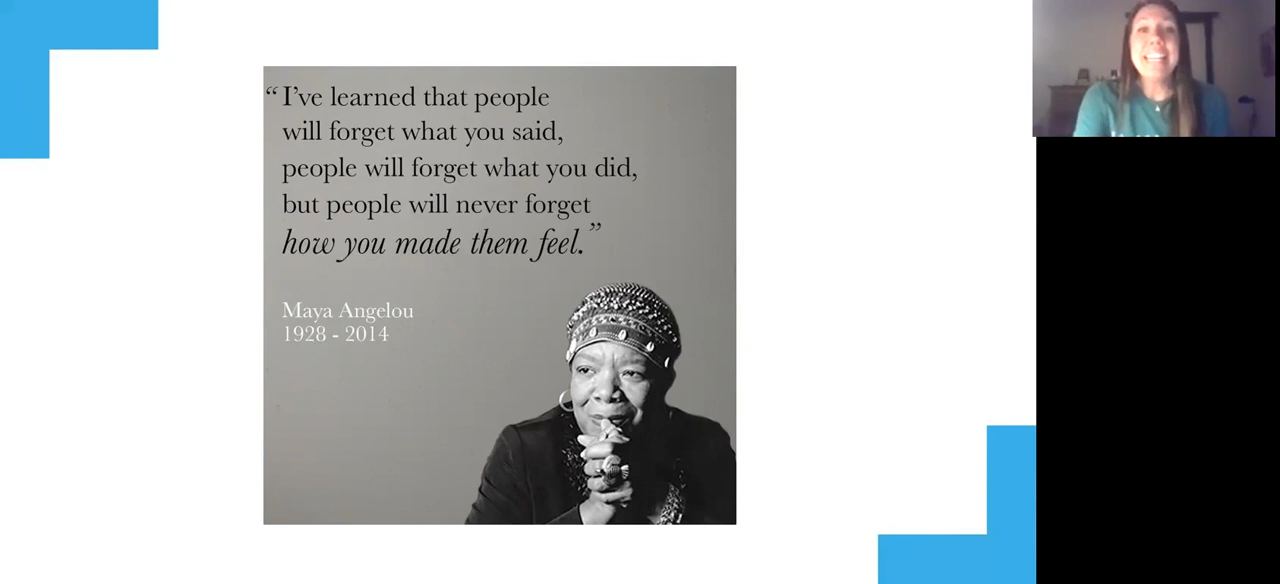 “I’ve learned that people
will forget what you said,
people will forget what you did,
but people will never forget
how you made them feel.”
Maya Angelou
1928 - 2014